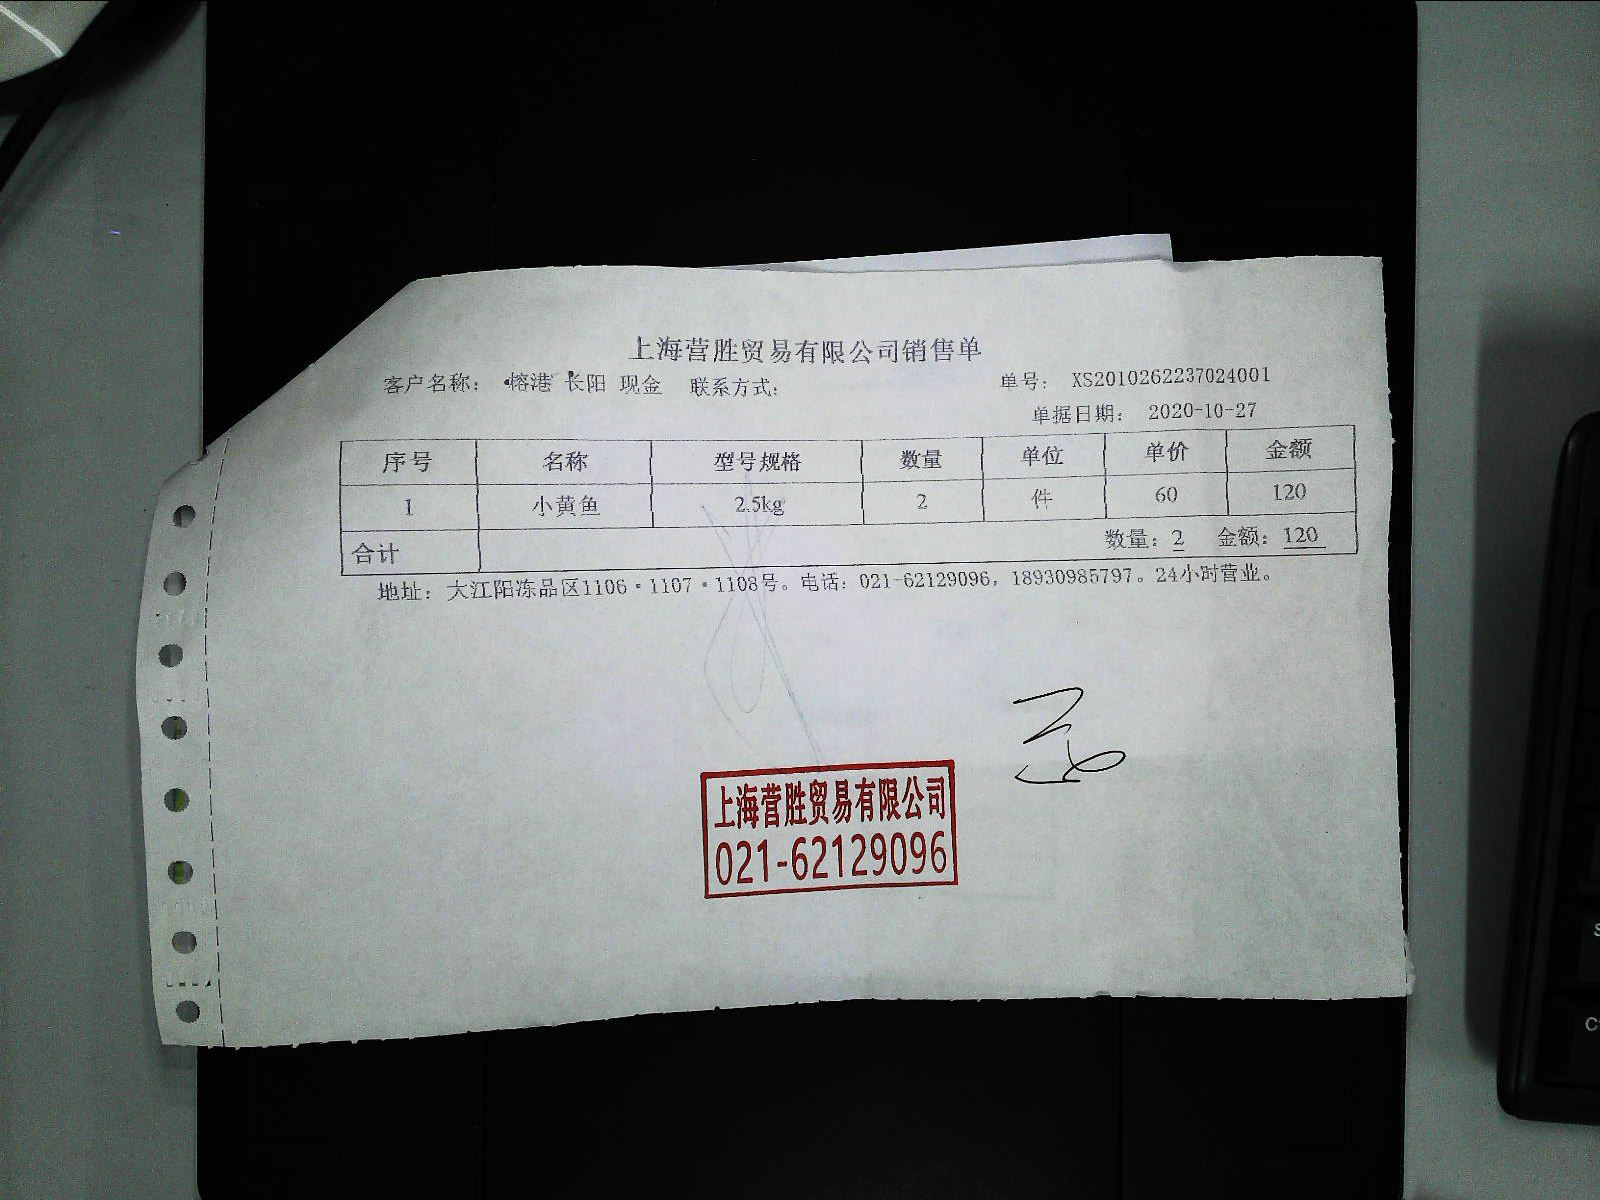 上海营胜贸易有限公司销售单
客户名称： 榕港 长阳 现金 联系方式： 单号： XS2010262237024001
单据日期： 2020-10-27
序号 名称 型号规格 数量 单位 单价 金额
1 小黄鱼 2.5kg 2 件 60 120
合计 数量：2 金额：120
地址：大江阳冻品区1106·1107·1108号。电话：021-62129096，18930985797。24小时营业。
上海营胜贸易有限公司
021-62129096